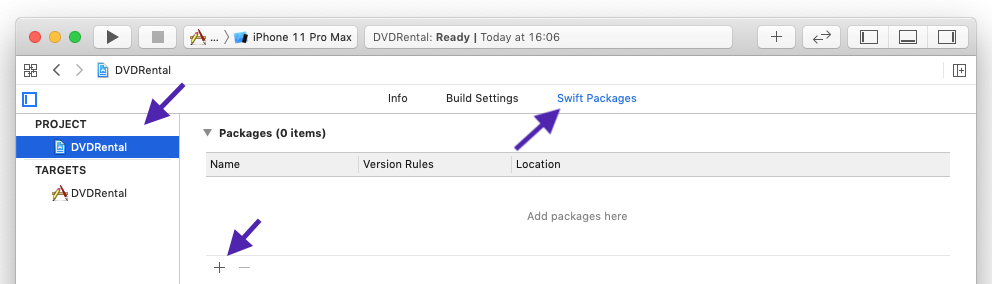 ... iPhone 11 Pro Max DVDRental: Ready | Today at 16:06
DVDRental
Info Build Settings Swift Packages
PROJECT
DVDRental
TARGETS
DVDRental
Packages (0 items)
Name Version Rules Location
Add packages here